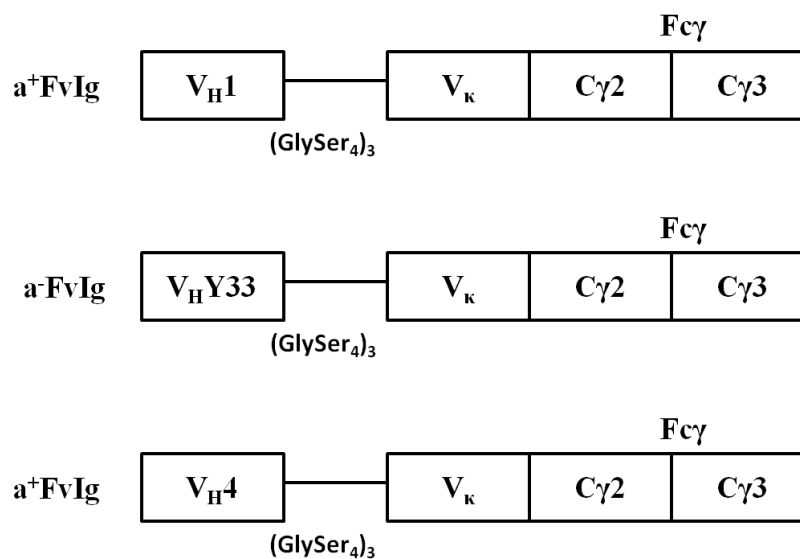 Fcγ
a⁺FvIg V_H1 V_κ Cγ2 Cγ3
(GlySer₄)₃
Fcγ
a⁻FvIg V_HY33 V_κ Cγ2 Cγ3
(GlySer₄)₃
Fcγ
a⁺FvIg V_H4 V_κ Cγ2 Cγ3
(GlySer₄)₃